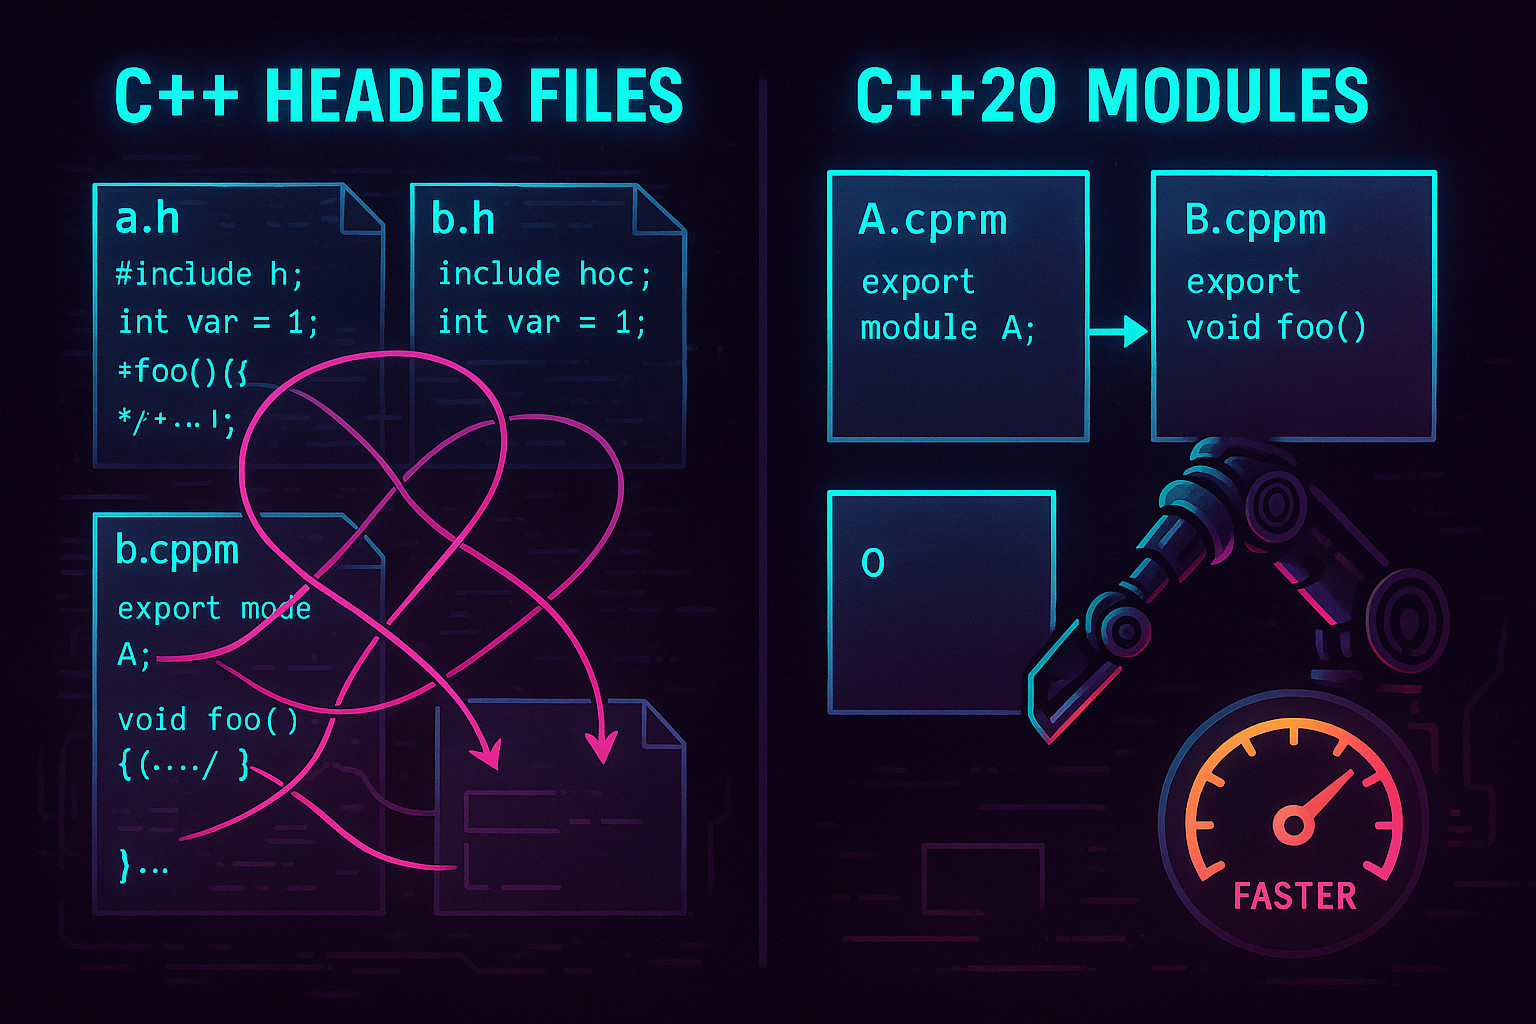 C++ HEADER FILES
a.h
#include h;
int var = 1;
*foo()({
b.h
include hoc;
int var = 1;
b.cppm
export mode
A;
void foo()
{(..../ }
}...
C++20 MODULES
A.cprm
export
module A;
B.cppm
export
void foo()
O
FASTER